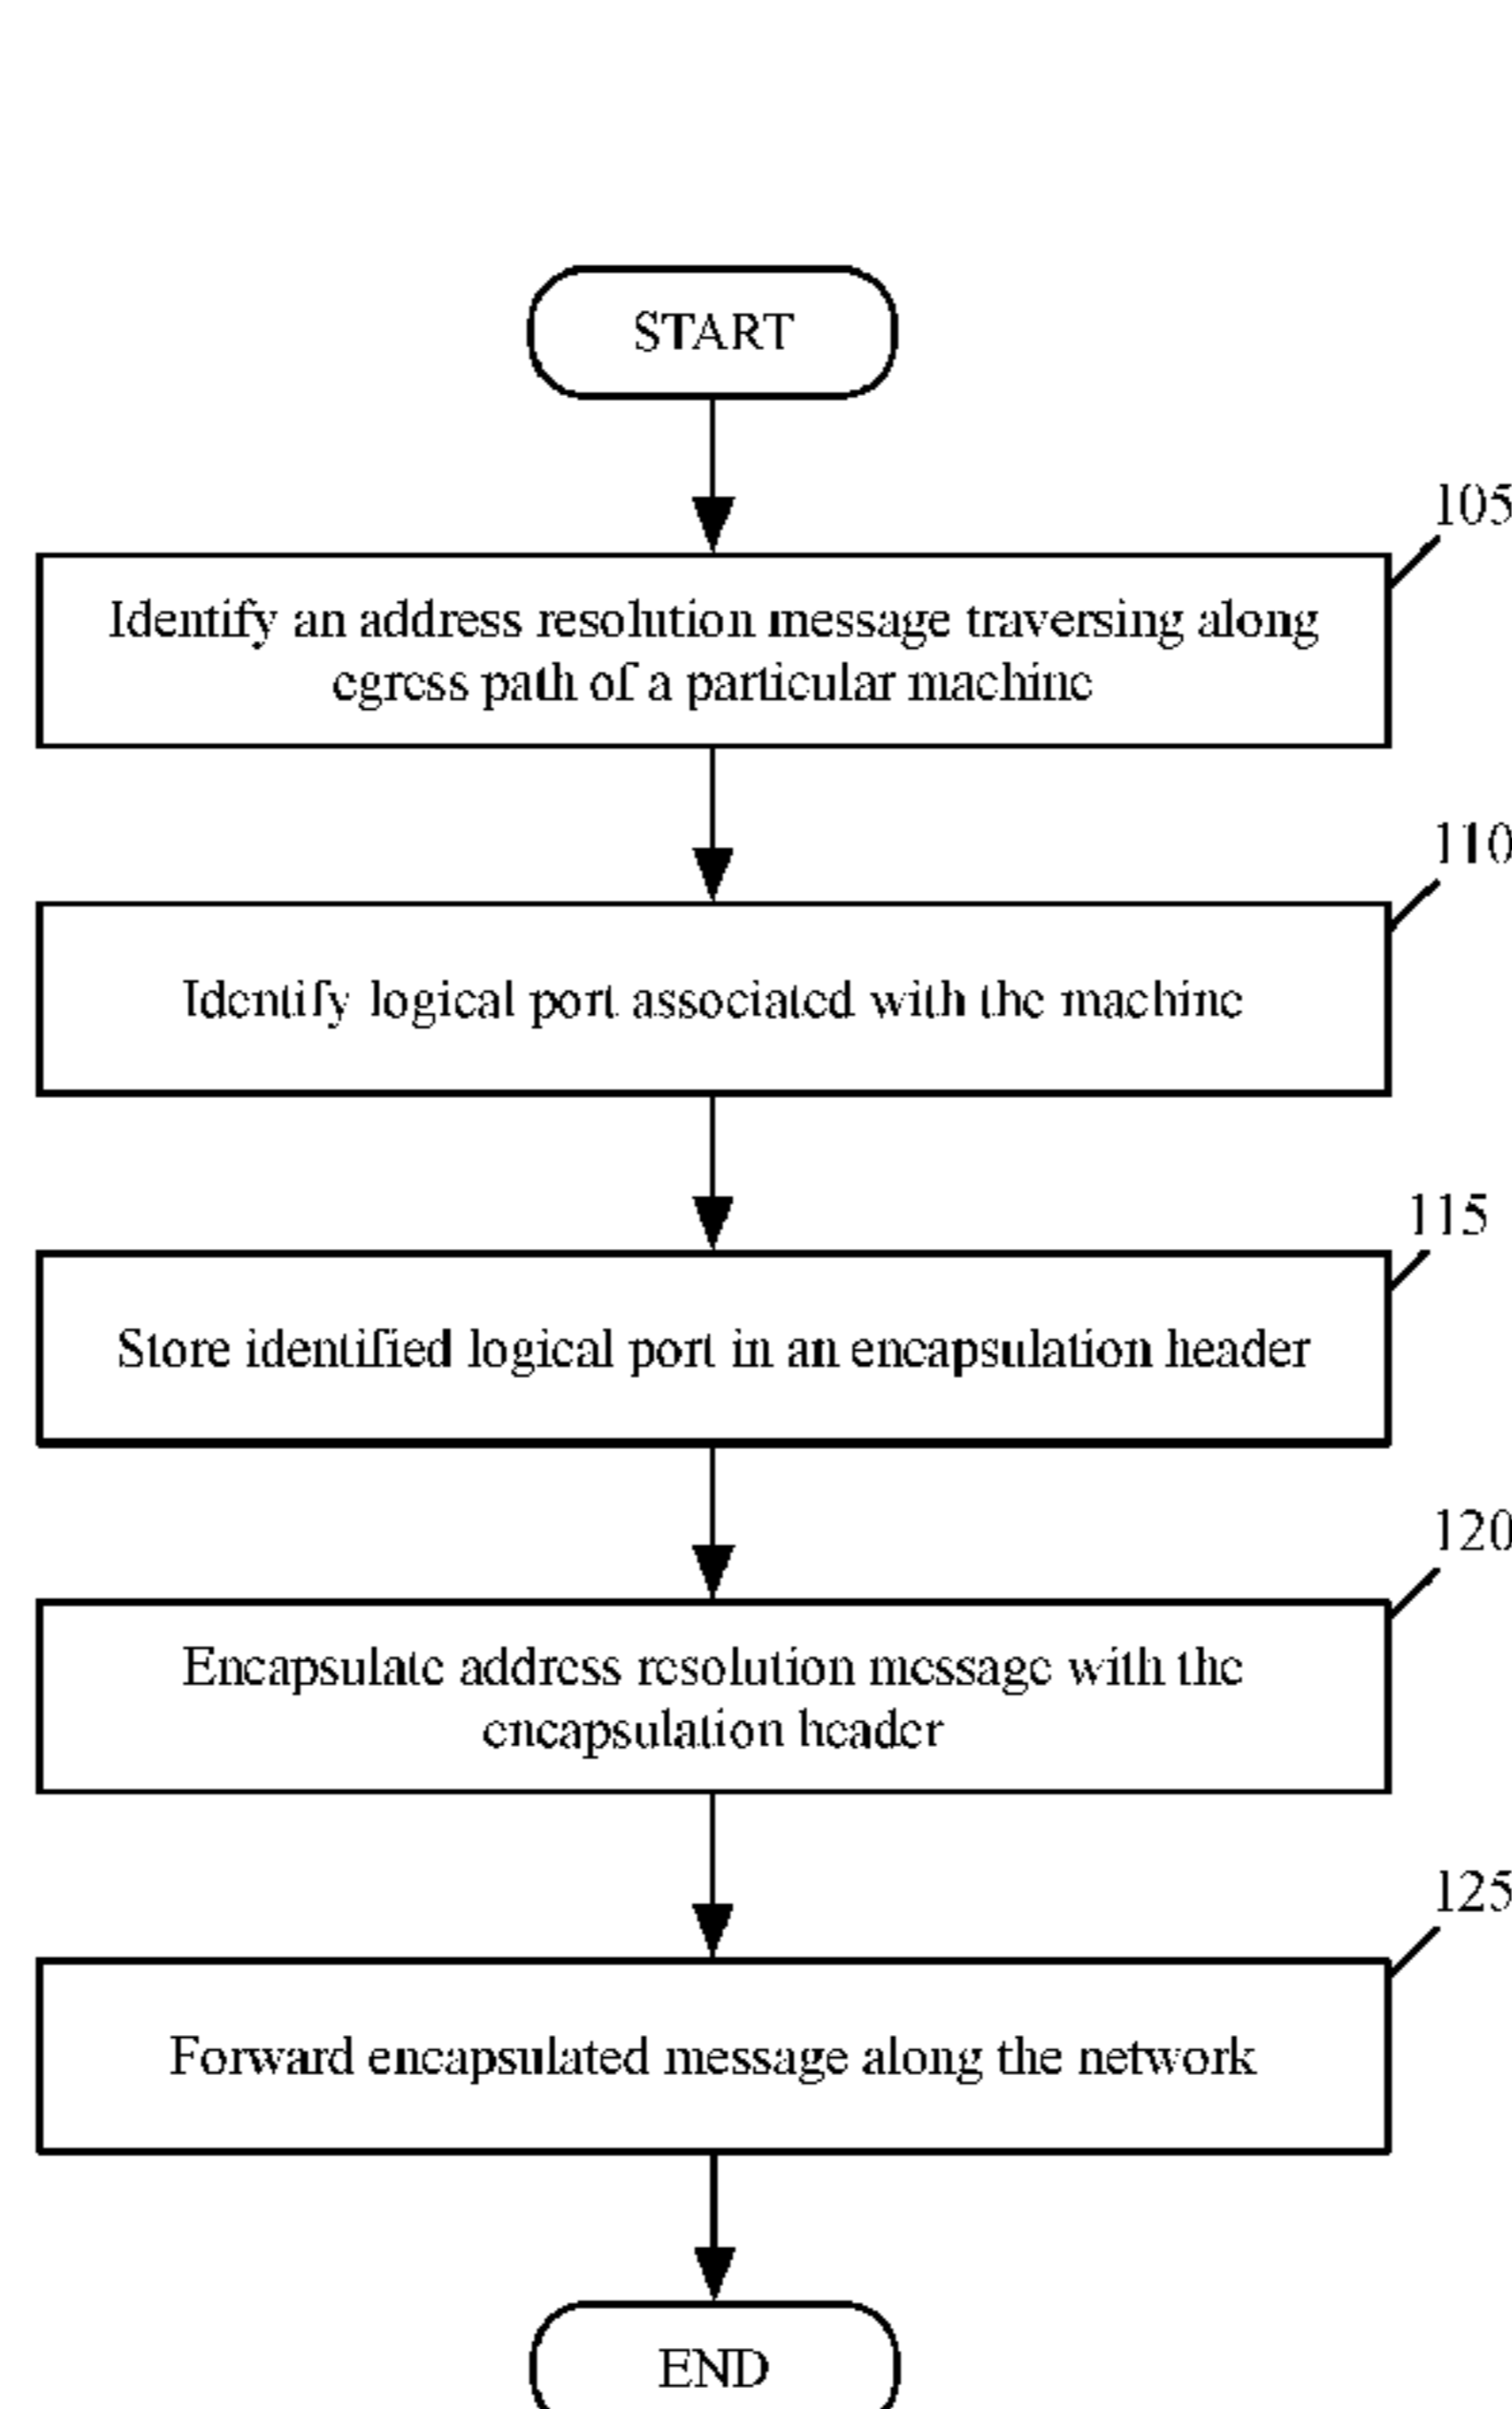 START
105
Identify an address resolution message traversing along
egress path of a particular machine
110
Identify logical port associated with the machine
115
Store identified logical port in an encapsulation header
120
Encapsulate address resolution message with the
encapsulation header
125
Forward encapsulated message along the network
END